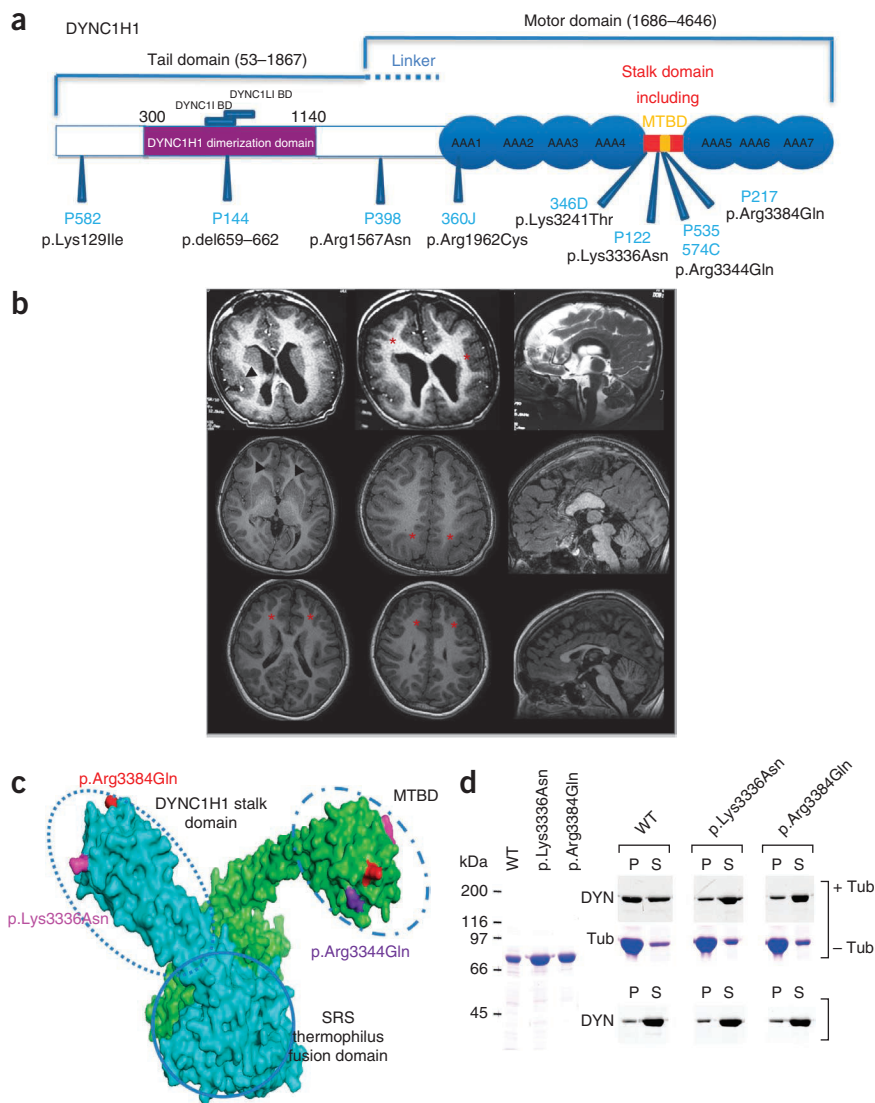 a
DYNC1H1
Motor domain (1686–4646)
Tail domain (53–1867)
Linker
Stalk domain
including
MTBD
DYNC1LI BD
DYNC1I BD
300
1140
DYNC1H1 dimerization domain
AAA1
AAA2
AAA3
AAA4
AAA5
AAA6
AAA7
P582
p.Lys129Ile
P144
p.del659–662
P398
p.Arg1567Asn
360J
p.Arg1962Cys
346D
p.Lys3241Thr
P122
p.Lys3336Asn
P535
574C
p.Arg3344Gln
P217
p.Arg3384Gln
b
*
*
*
*
*
*
*
*
c
p.Arg3384Gln
DYNC1H1 stalk
domain
MTBD
p.Lys3336Asn
p.Arg3344Gln
SRS
thermophilus
fusion domain
d
kDa
WT
p.Lys3336Asn
p.Arg3384Gln
200
116
97
66
45
WT
p.Lys3336Asn
p.Arg3384Gln
P S P S P S
DYN
+ Tub
Tub
– Tub
P S P S P S
DYN